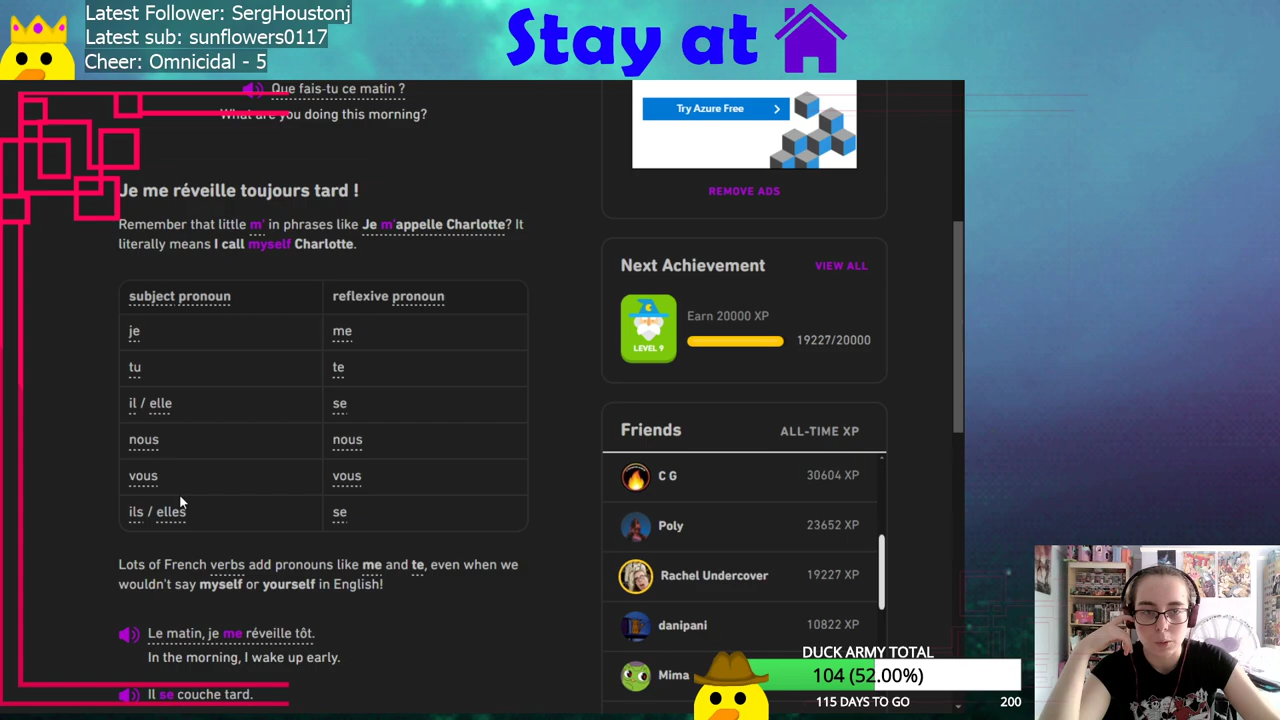 Latest Follower: SergHoustonj
Latest sub: sunflowers0117
Cheer: Omnicidal - 5
Stay at
Que fais-tu ce matin ?
What are you doing this morning?
Je me réveille toujours tard !
Remember that little m' in phrases like Je m'appelle Charlotte? It
literally means I call myself Charlotte.
subject pronoun reflexive pronoun
je me
tu te
il / elle se
nous nous
vous vous
ils / elles se
Lots of French verbs add pronouns like me and te, even when we
wouldn't say myself or yourself in English!
Le matin, je me réveille tôt.
In the morning, I wake up early.
Il se couche tard.
Try Azure Free
REMOVE ADS
Next Achievement VIEW ALL
LEVEL 9
Earn 20000 XP
19227/20000
Friends ALL-TIME XP
C G 30604 XP
Poly 23652 XP
Rachel Undercover 19227 XP
danipani 10822 XP
Mima
DUCK ARMY TOTAL
104 (52.00%)
115 DAYS TO GO 200